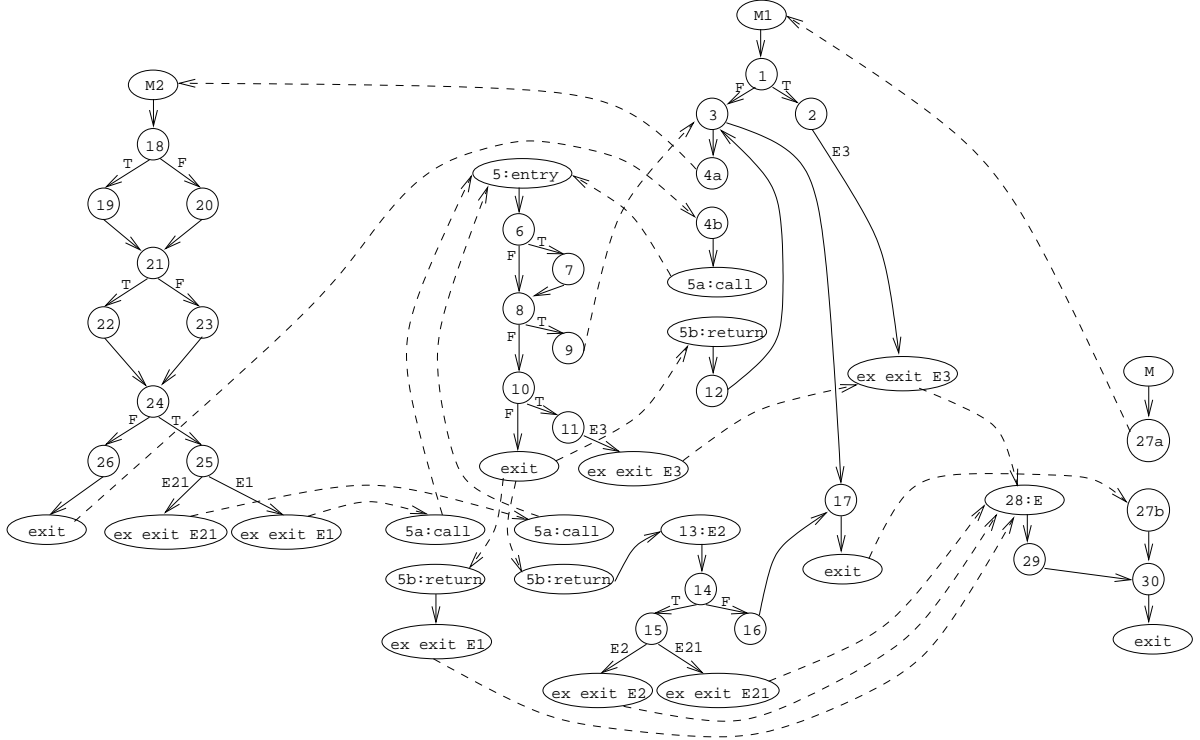 M1
M2
1
F
T
3
2
18
E3
T
F
4a
5:entry
19
20
4b
6
T
F
7
21
5a:call
T
F
8
22
23
5b:return
T
F
9
ex exit E3
M
10
12
24
T
F
11
E3
F
T
27a
26
25
exit
ex exit E3
E21
E1
17
28:E
27b
exit
ex exit E21
ex exit E1
5a:call
5a:call
13:E2
29
exit
30
5b:return
5b:return
14
T
F
15
16
exit
ex exit E1
E2
E21
ex exit E2
ex exit E21